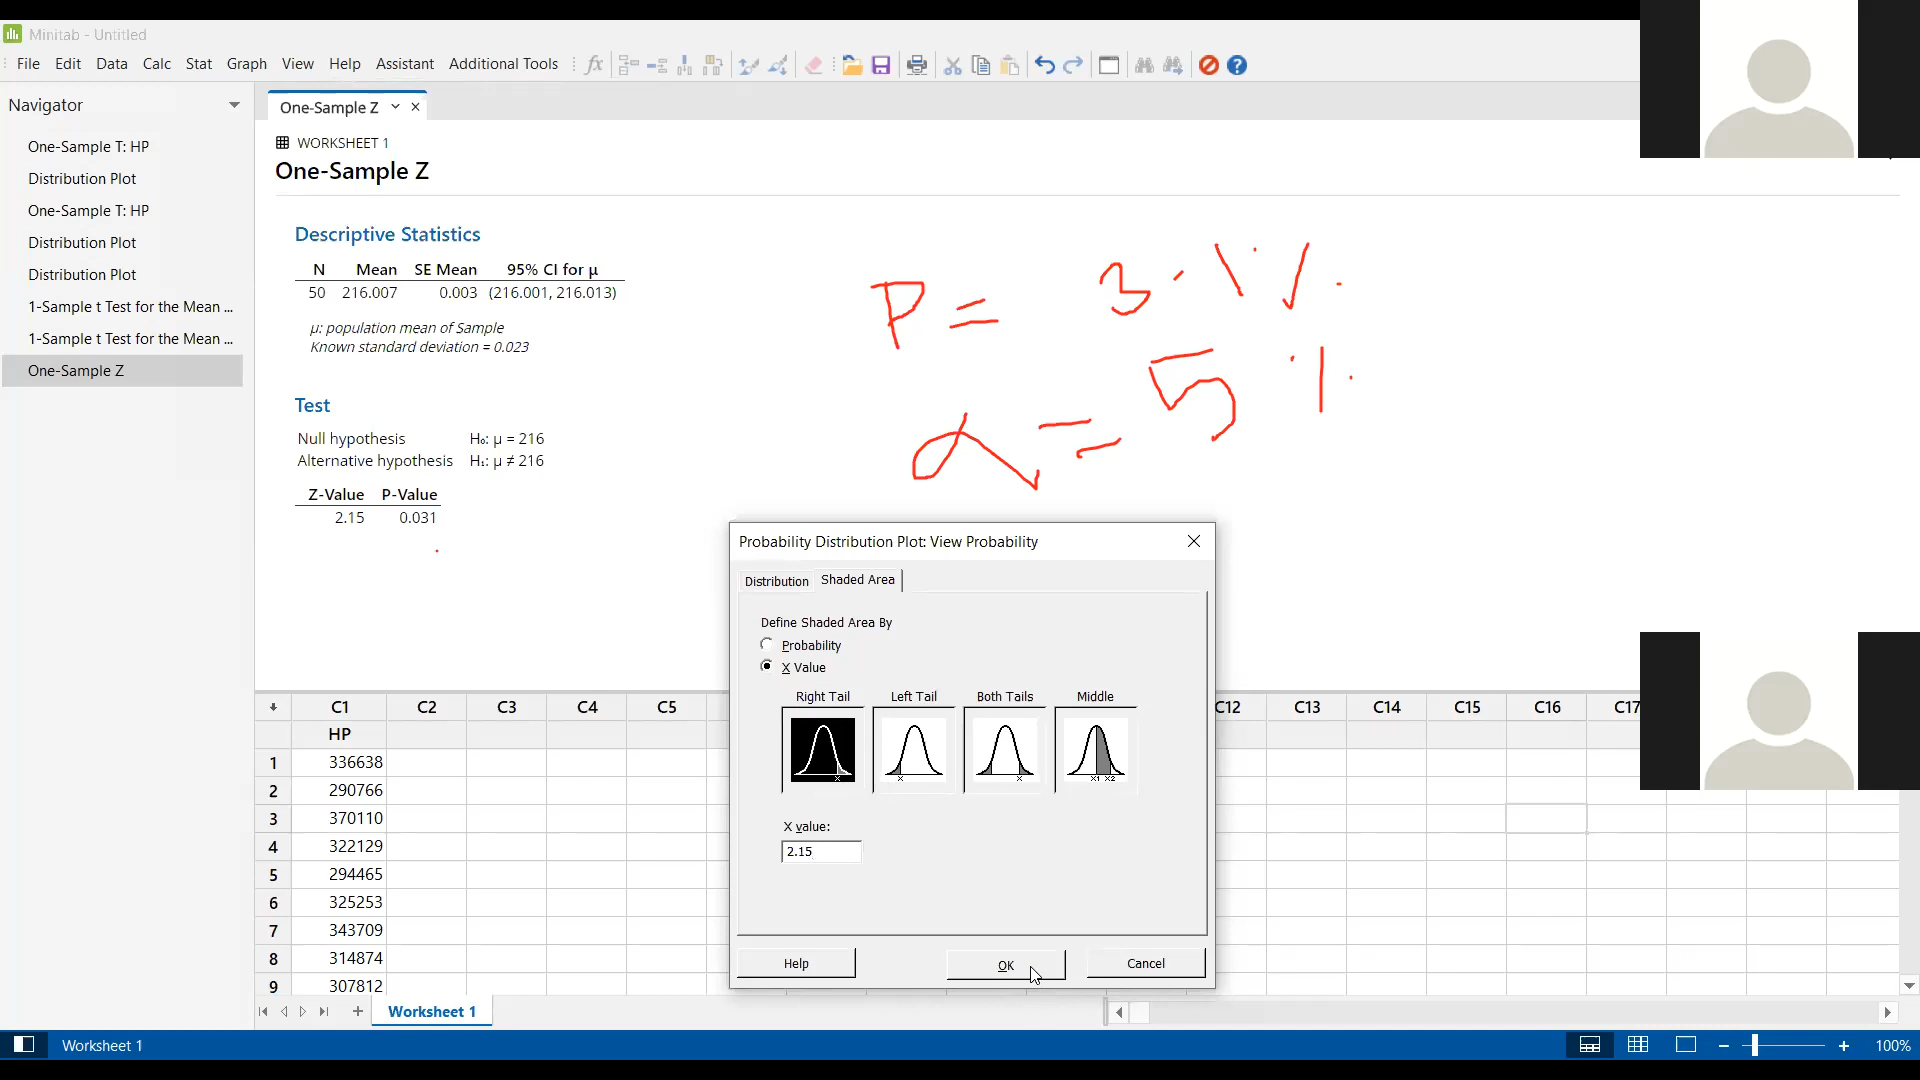 Minitab - Untitled
File Edit Data Calc Stat Graph View Help Assistant Additional Tools
Navigator
One-Sample T: HP
Distribution Plot
One-Sample T: HP
Distribution Plot
Distribution Plot
1-Sample t Test for the Mean ...
1-Sample t Test for the Mean ...
One-Sample Z
One-Sample Z
WORKSHEET 1
One-Sample Z
Descriptive Statistics
N Mean SE Mean 95% CI for μ
50 216.007 0.003 (216.001, 216.013)
μ: population mean of Sample
Known standard deviation = 0.023
Test
Null hypothesis H₀: μ = 216
Alternative hypothesis H₁: μ ≠ 216
Z-Value P-Value
2.15 0.031
P = 3.1%
α = 5%
Probability Distribution Plot: View Probability
Distribution Shaded Area
Define Shaded Area By
Probability
X Value
Right Tail Left Tail Both Tails Middle
X X X X1 X2
X value:
2.15
Help OK Cancel
C1 C2 C3 C4 C5 C12 C13 C14 C15 C16 C17
HP
1 336638
2 290766
3 370110
4 322129
5 294465
6 325253
7 343709
8 314874
9 307812
Worksheet 1
Worksheet 1 100%